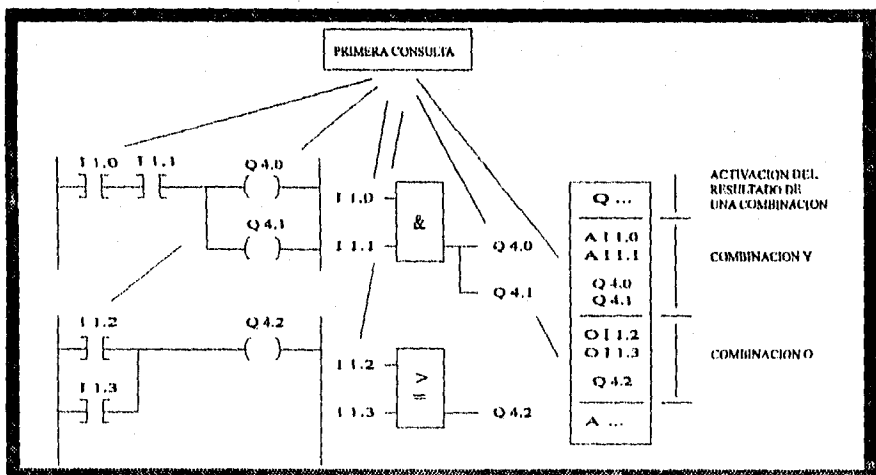 PRIMERA CONSULTA
I 1.0 I 1.1 Q 4.0
Q 4.1
I 1.2 Q 4.2
I 1.3
I 1.0
I 1.1
&
Q 4.0
Q 4.1
I 1.2
I 1.3
> =
Q 4.2
Q ...
A I 1.0
A I 1.1
Q 4.0
Q 4.1
O I 1.2
O I 1.3
Q 4.2
A ...
ACTIVACION DEL
RESULTADO DE
UNA COMBINACION
COMBINACION Y
COMBINACION O